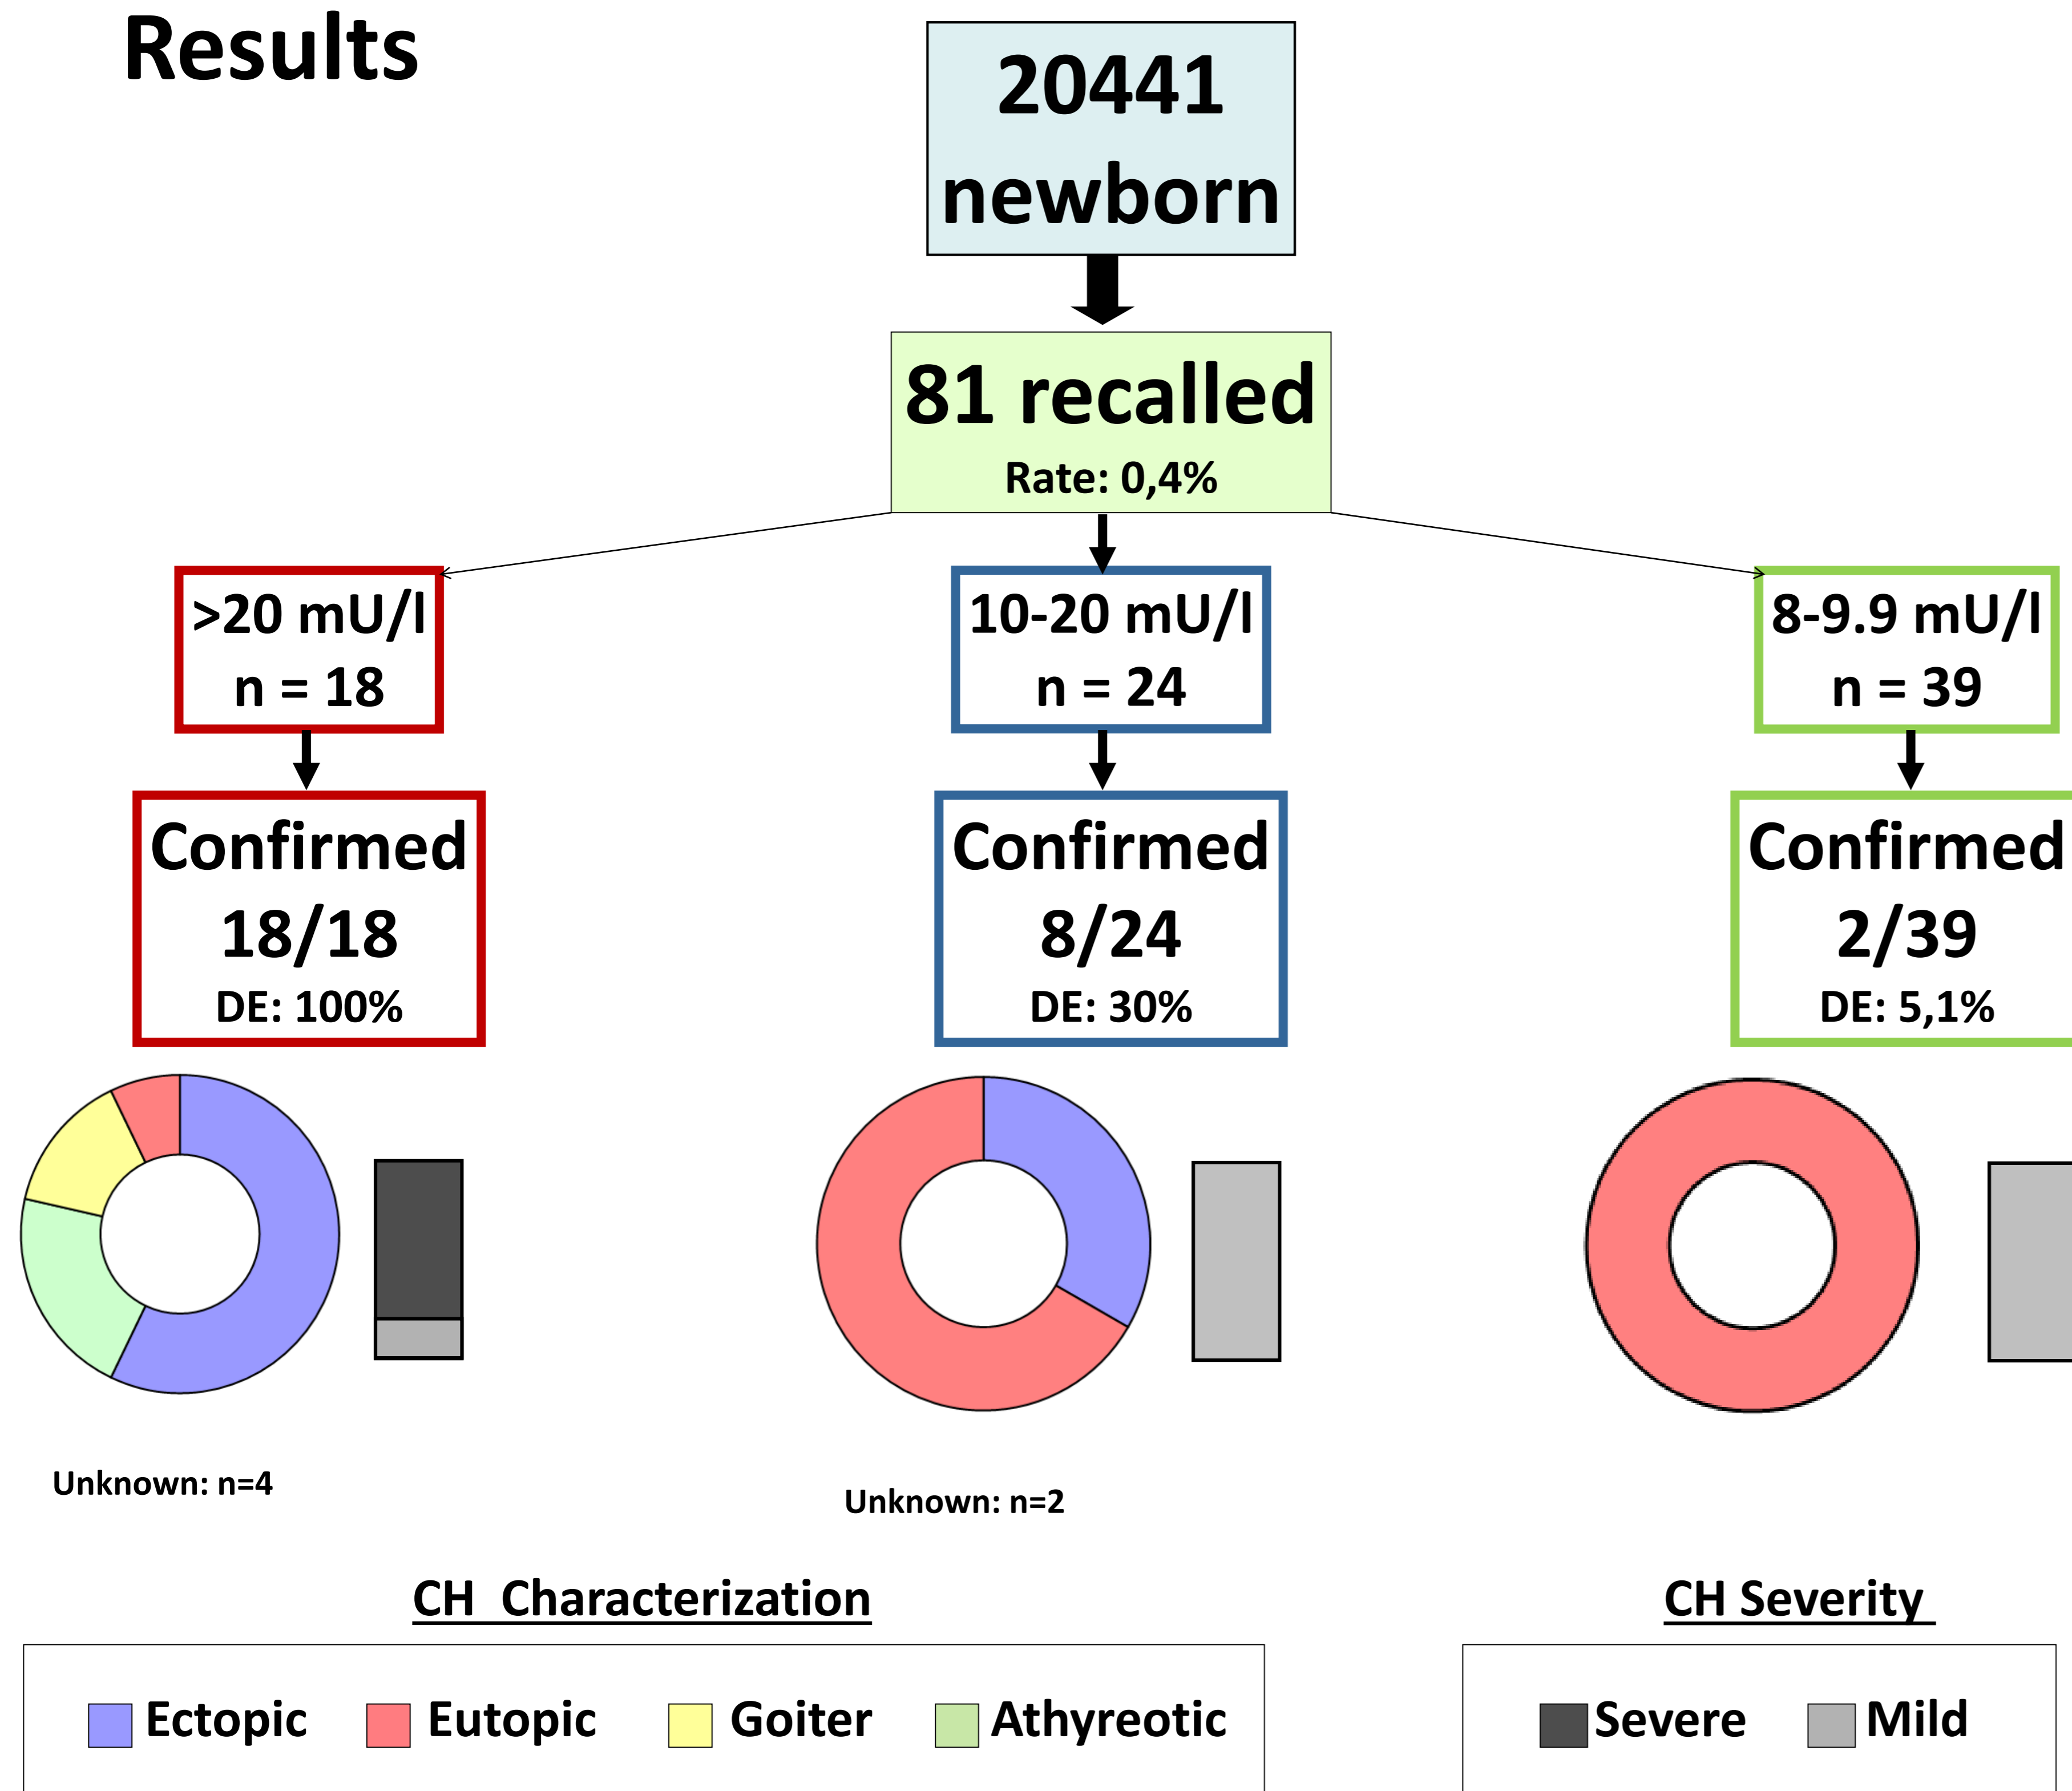 Results
20441
newborn
81 recalled
Rate: 0,4%
>20 mU/l
n = 18
10-20 mU/l
n = 24
8-9.9 mU/l
n = 39
Confirmed
18/18
DE: 100%
Confirmed
8/24
DE: 30%
Confirmed
2/39
DE: 5,1%
Unknown: n=4
Unknown: n=2
CH Characterization
Ectopic
Eutopic
Goiter
Athyreotic
CH Severity
Severe
Mild